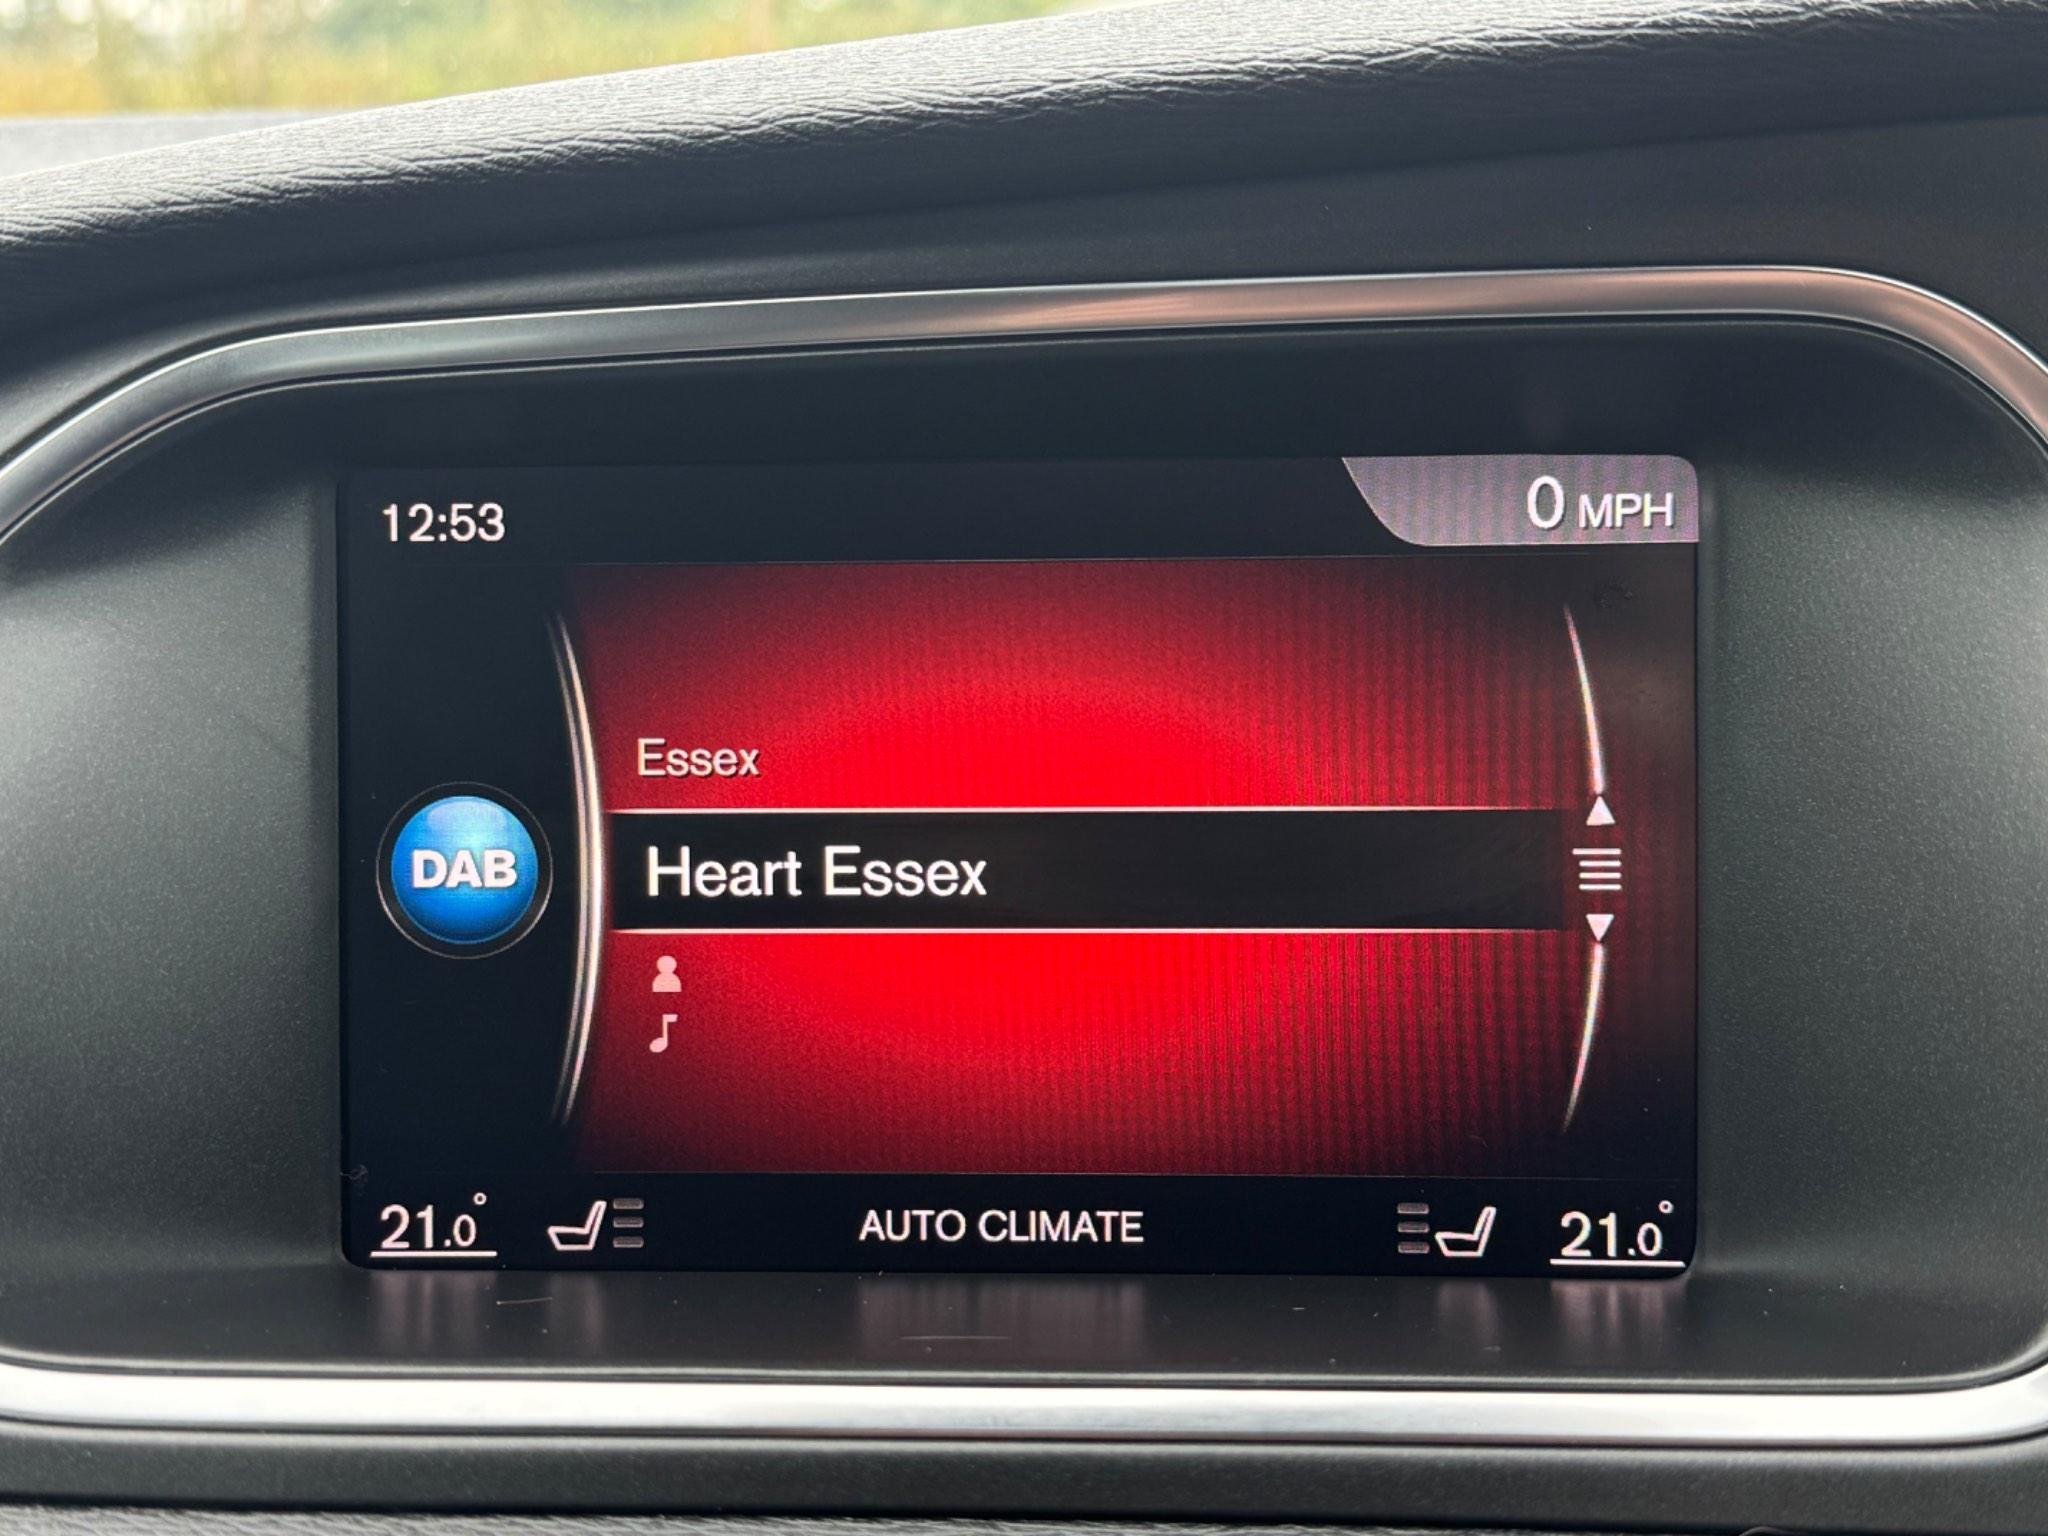 12:53
0 MPH
Essex
DAB
Heart Essex
21.0°
AUTO CLIMATE
21.0°